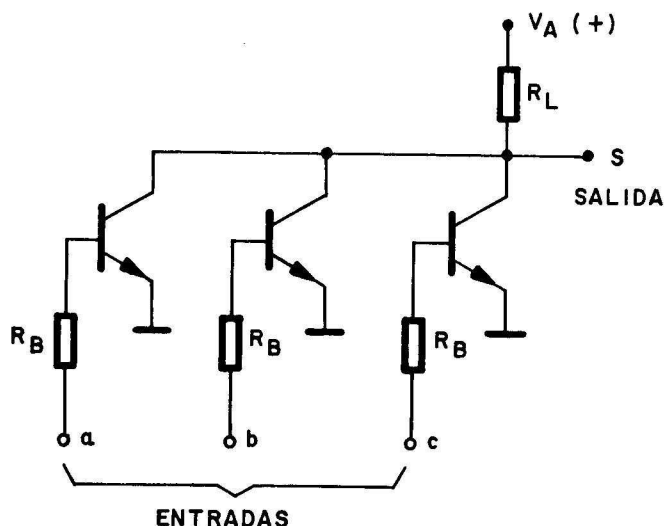 V_A (+)
R_L
S
SALIDA
R_B
R_B
R_B
a
b
c
ENTRADAS